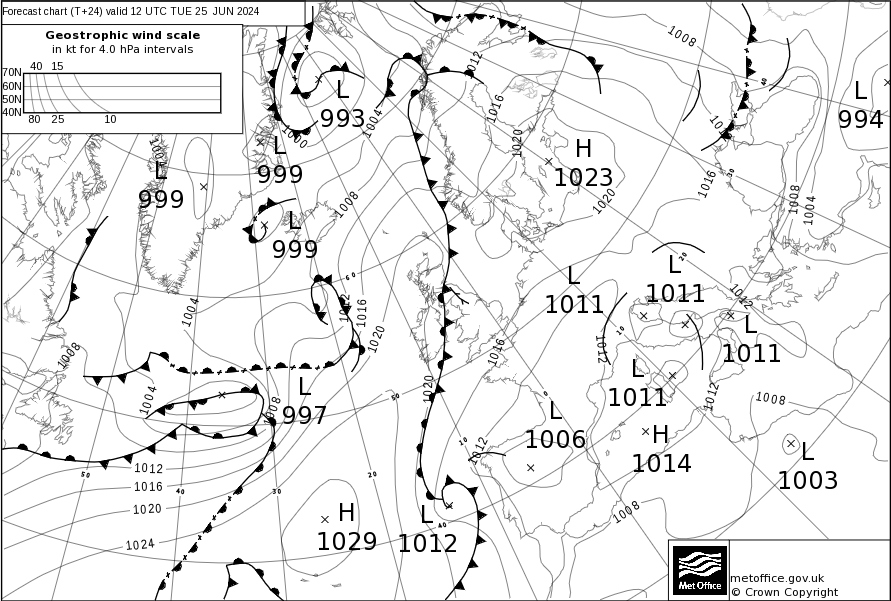 Forecast chart (T+24) valid 12 UTC TUE 25 JUN 2024
Geostrophic wind scale
in kt for 4.0 hPa intervals
40 15
70N
60N
50N
40N
80 25 10
L
993
L
999
L
999
L
999
H
1023
L
994
L
1011
L
1011
L
1011
L
1011
L
997
L
1006
H
1014
L
1003
H
1029
L
1012
1008
1012
1016
1020
1004
1000
1016
1020
1008
1004
1008
1004
1012
1016
1020
1012
1008
1016
1012
1012
1004
1008
1020
1008
1012
1012
1016
1020
1024
1008
60
50
50
40
30
20
10
40
0
10
20
30
40
metoffice.gov.uk
© Crown Copyright
Met Office